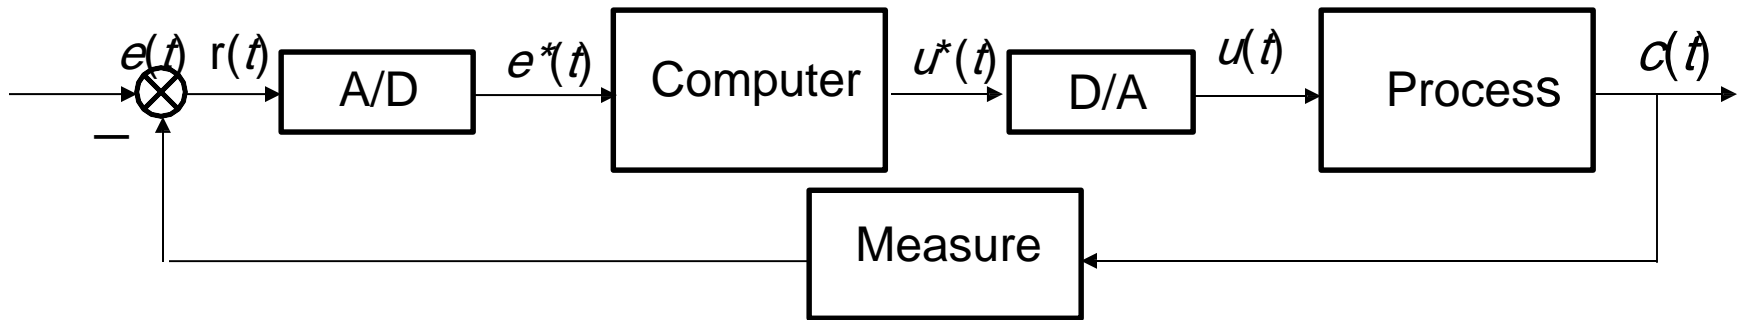 e(t)
r(t)
A/D
e*(t)
Computer
u*(t)
D/A
u(t)
Process
c(t)
−
Measure